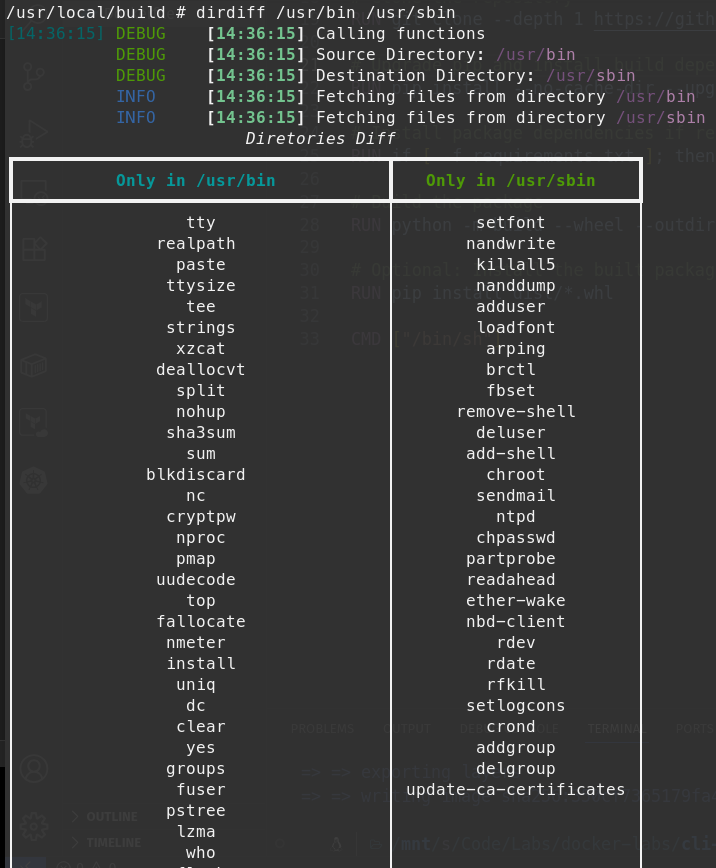 /usr/local/build # dirdiff /usr/bin /usr/sbin
[14:36:15] DEBUG [14:36:15] Calling functions
DEBUG [14:36:15] Source Directory: /usr/bin
DEBUG [14:36:15] Destination Directory: /usr/sbin
INFO [14:36:15] Fetching files from directory /usr/bin
INFO [14:36:15] Fetching files from directory /usr/sbin
Diretories Diff
Only in /usr/bin Only in /usr/sbin
tty setfont
realpath nandwrite
paste killall5
ttysize nanddump
tee adduser
strings loadfont
xzcat arping
deallocvt brctl
split fbset
nohup remove-shell
sha3sum deluser
sum add-shell
blkdiscard chroot
nc sendmail
cryptpw ntpd
nproc chpasswd
pmap partprobe
uudecode readahead
top ether-wake
fallocate nbd-client
nmeter rdev
install rdate
uniq rfkill
dc setlogcons
clear crond
yes addgroup
groups delgroup
fuser update-ca-certificates
pstree
lzma
who
PROBLEMS OUTPUT TERMINAL PORTS
OUTLINE
TIMELINE